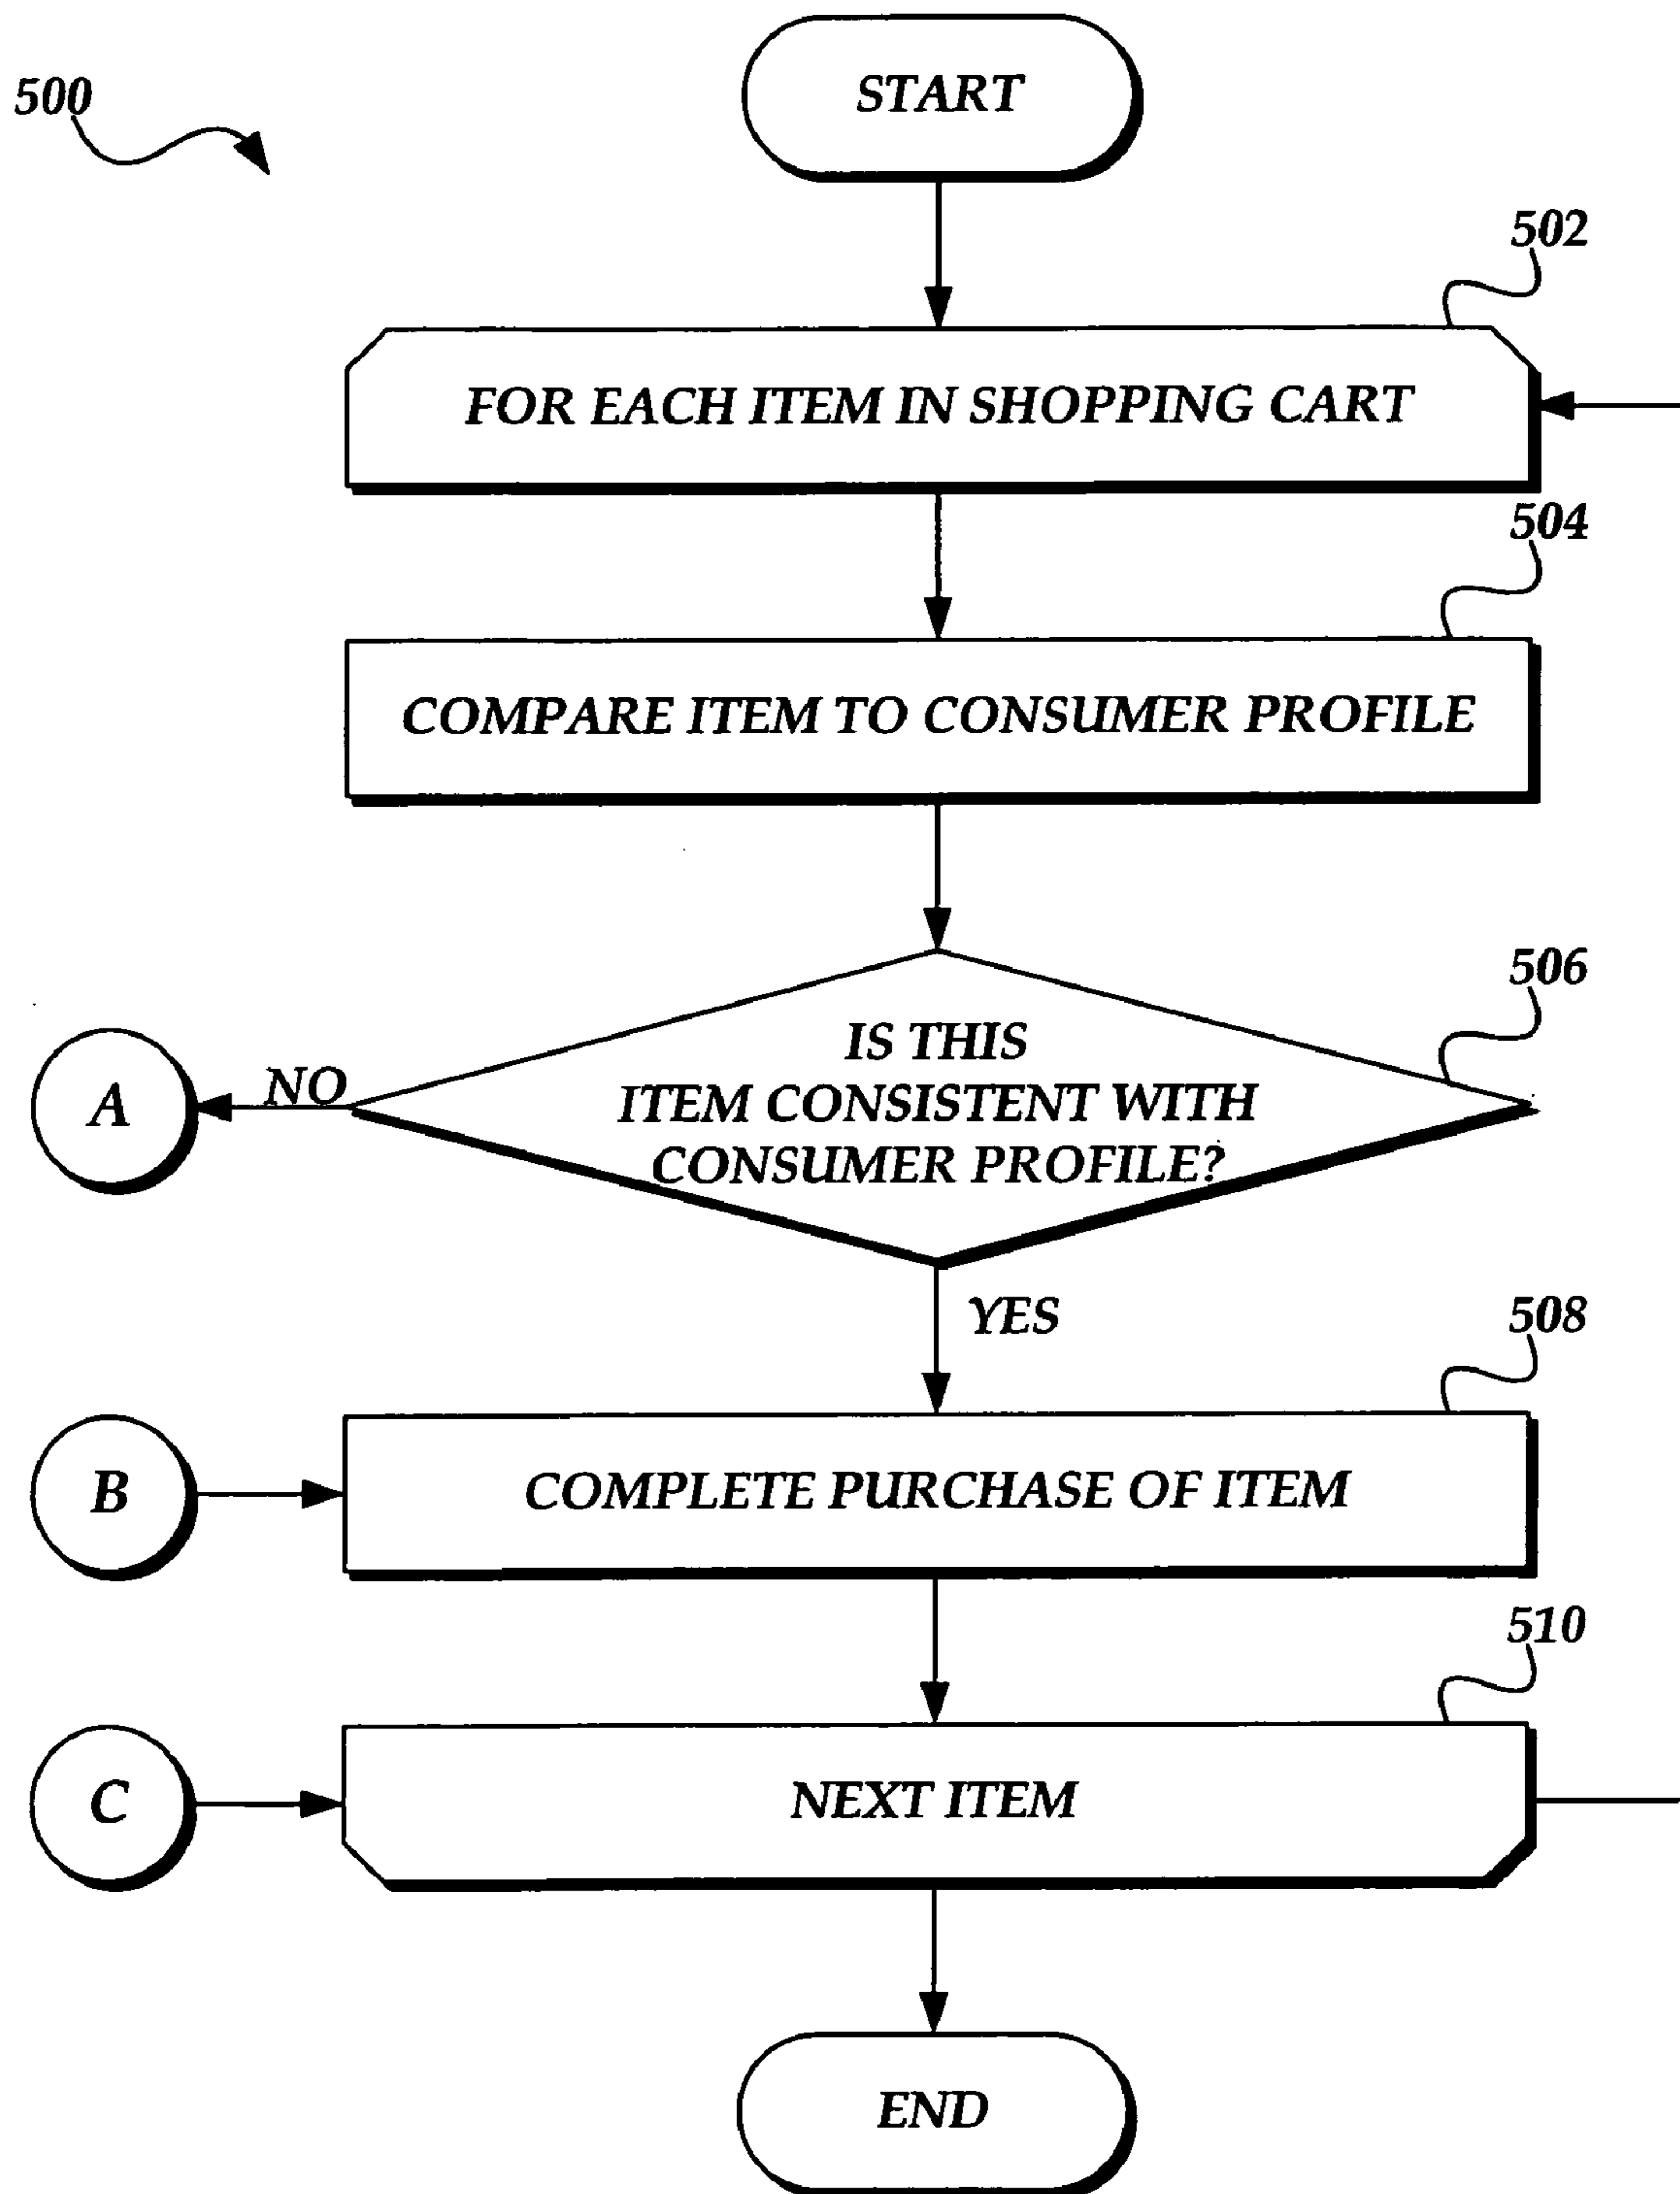 START
500
502
FOR EACH ITEM IN SHOPPING CART
504
COMPARE ITEM TO CONSUMER PROFILE
506
IS THIS
ITEM CONSISTENT WITH
CONSUMER PROFILE?
NO
A
YES
508
B
COMPLETE PURCHASE OF ITEM
510
C
NEXT ITEM
END